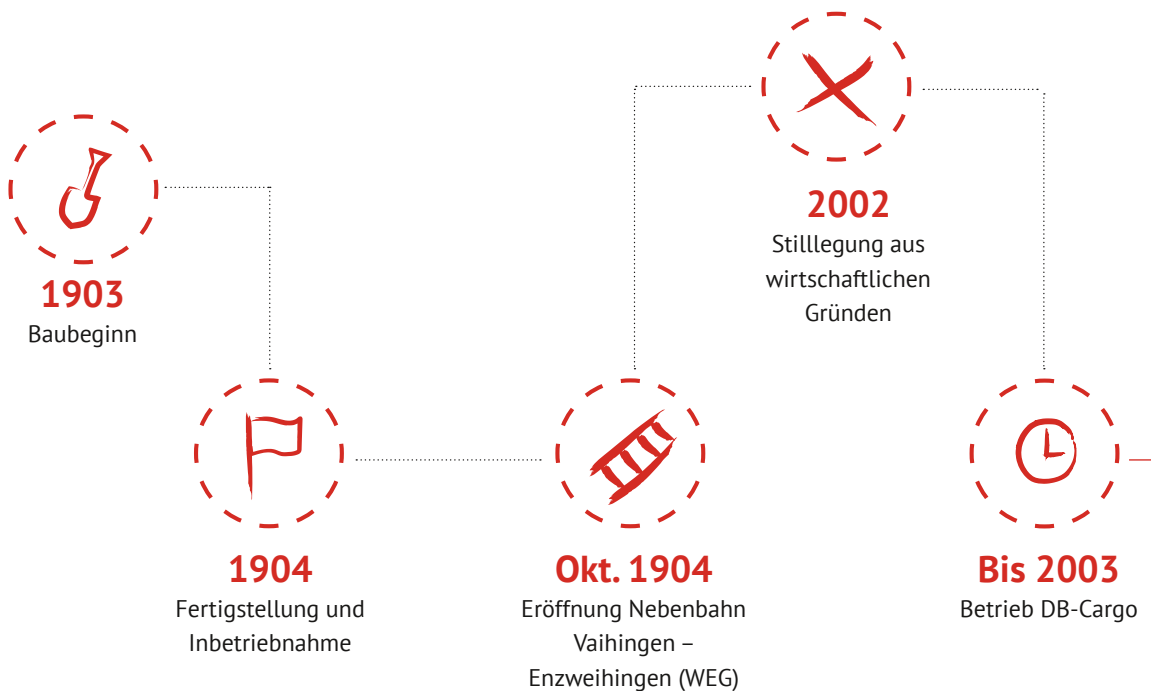 1903
Baubeginn
1904
Fertigstellung und
Inbetriebnahme
Okt. 1904
Eröffnung Nebenbahn
Vaihingen –
Enzweihingen (WEG)
2002
Stilllegung aus
wirtschaftlichen
Gründen
Bis 2003
Betrieb DB-Cargo